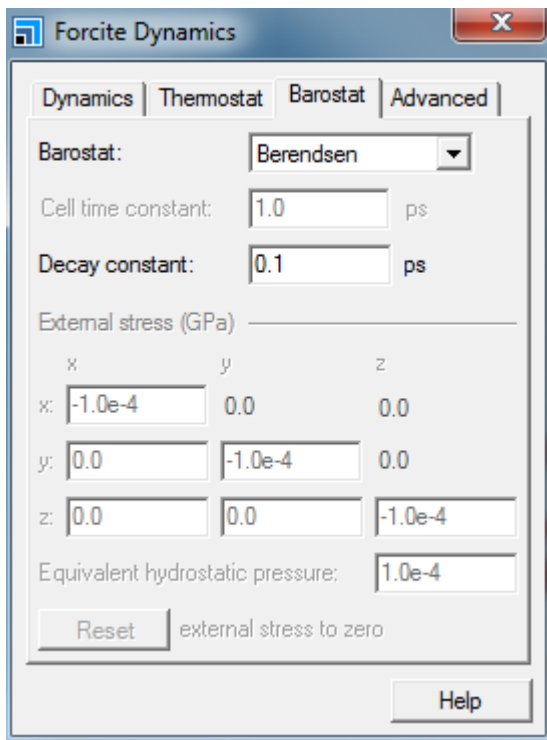 Forcite Dynamics
Dynamics Thermostat Barostat Advanced
Barostat: Berendsen
Cell time constant: 1.0 ps
Decay constant: 0.1 ps
External stress (GPa)
x y z
x: -1.0e-4 0.0 0.0
y: 0.0 -1.0e-4 0.0
z: 0.0 0.0 -1.0e-4
Equivalent hydrostatic pressure: 1.0e-4
Reset external stress to zero
Help